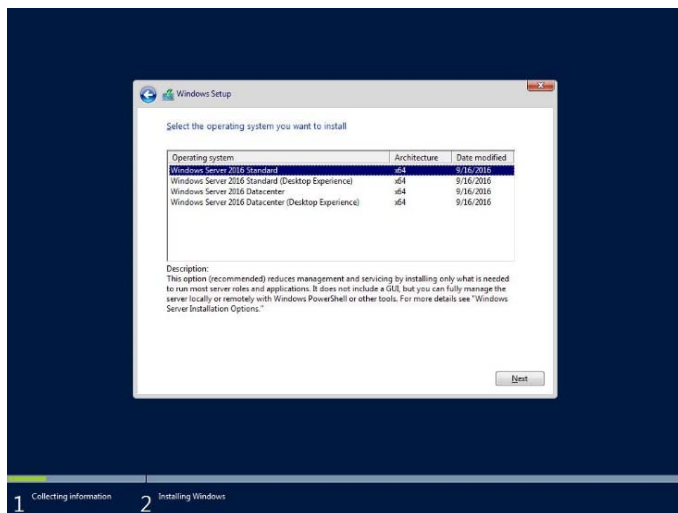 Windows Setup
Select the operating system you want to install
Operating system Architecture Date modified
Windows Server 2016 Standard x64 9/16/2016
Windows Server 2016 Standard (Desktop Experience) x64 9/16/2016
Windows Server 2016 Datacenter x64 9/16/2016
Windows Server 2016 Datacenter (Desktop Experience) x64 9/16/2016
Description:
This option (recommended) reduces management and servicing by installing only what is needed
to run most server roles and applications. It does not include a GUI, but you can fully manage the
server locally or remotely with Windows PowerShell or other tools. For more details see "Windows
Server Installation Options."
Next
1 Collecting information 2 Installing Windows